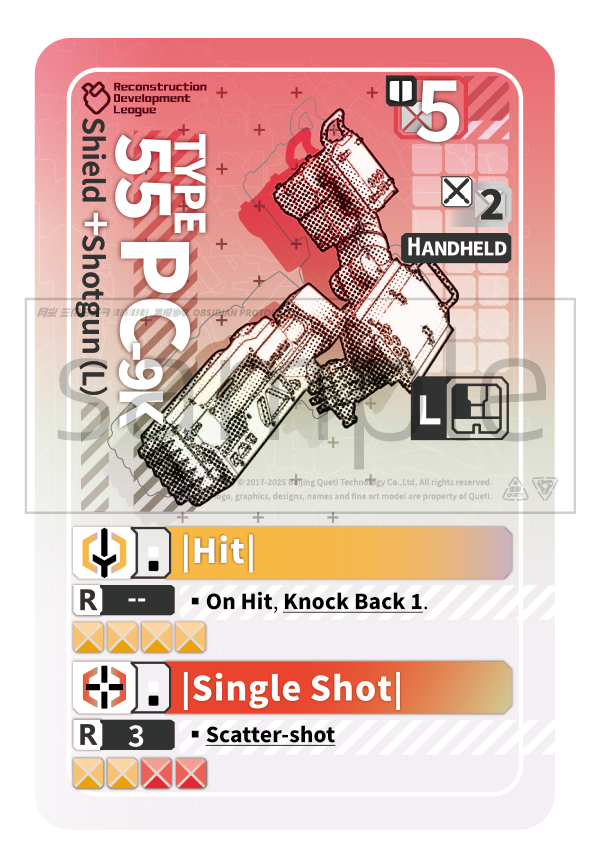 Reconstruction
Development
League
5
2
HANDHELD
TYPE
55 PC-9K
Shield +Shotgun (L)
OBSIDIAN PROTO
L
sample
© 2017-2025 Beijing Queti Technology Co.,Ltd, All rights reserved.
logo, graphics, designs, names and fine art model are property of Queti.
|Hit|
R --
▪ On Hit, Knock Back 1.
|Single Shot|
R 3
▪ Scatter-shot